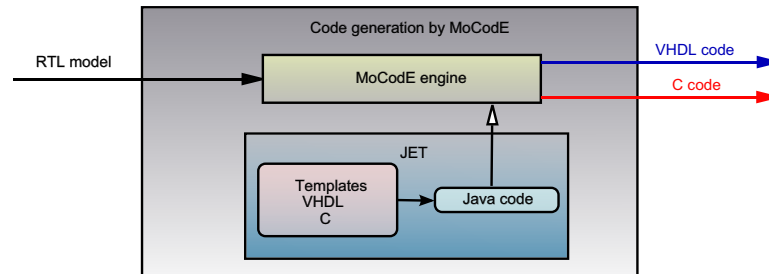 Code generation by MoCodE
RTL model
MoCodE engine
VHDL code
C code
JET
Templates
VHDL
C
Java code